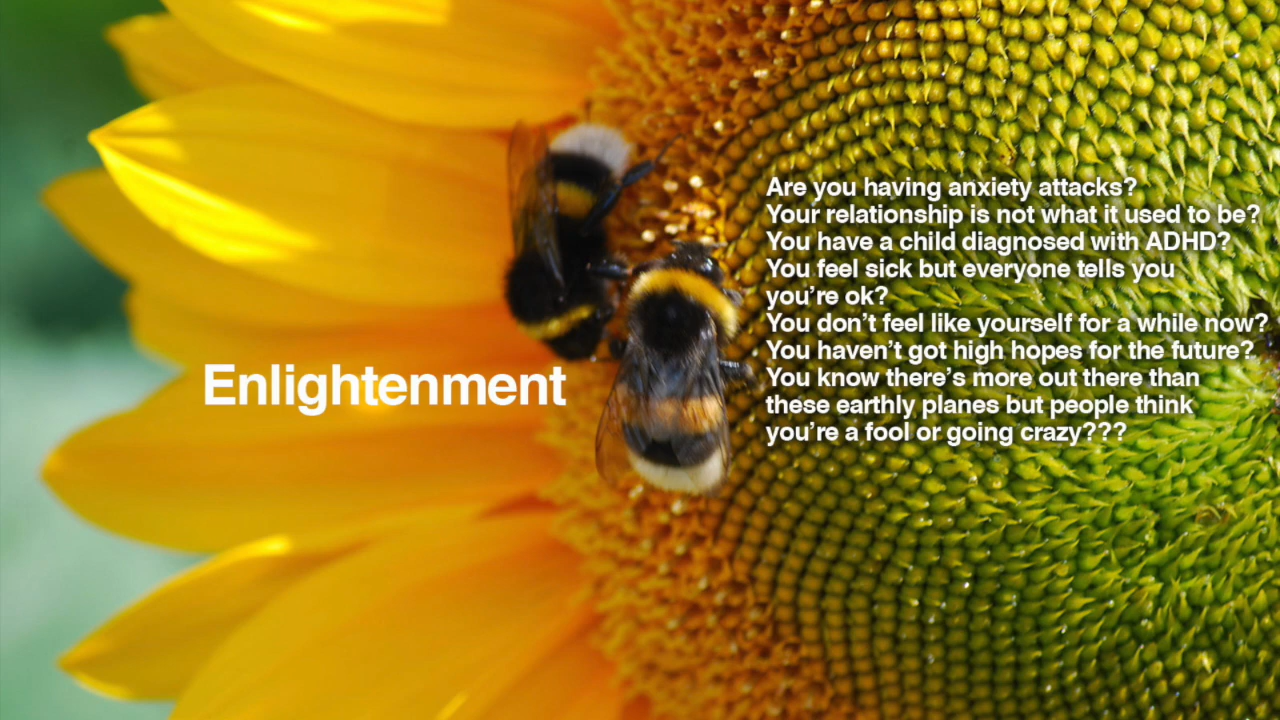 Enlightenment
Are you having anxiety attacks?
Your relationship is not what it used to be?
You have a child diagnosed with ADHD?
You feel sick but everyone tells you
you’re ok?
You don’t feel like yourself for a while now?
You haven’t got high hopes for the future?
You know there’s more out there than
these earthly planes but people think
you’re a fool or going crazy???